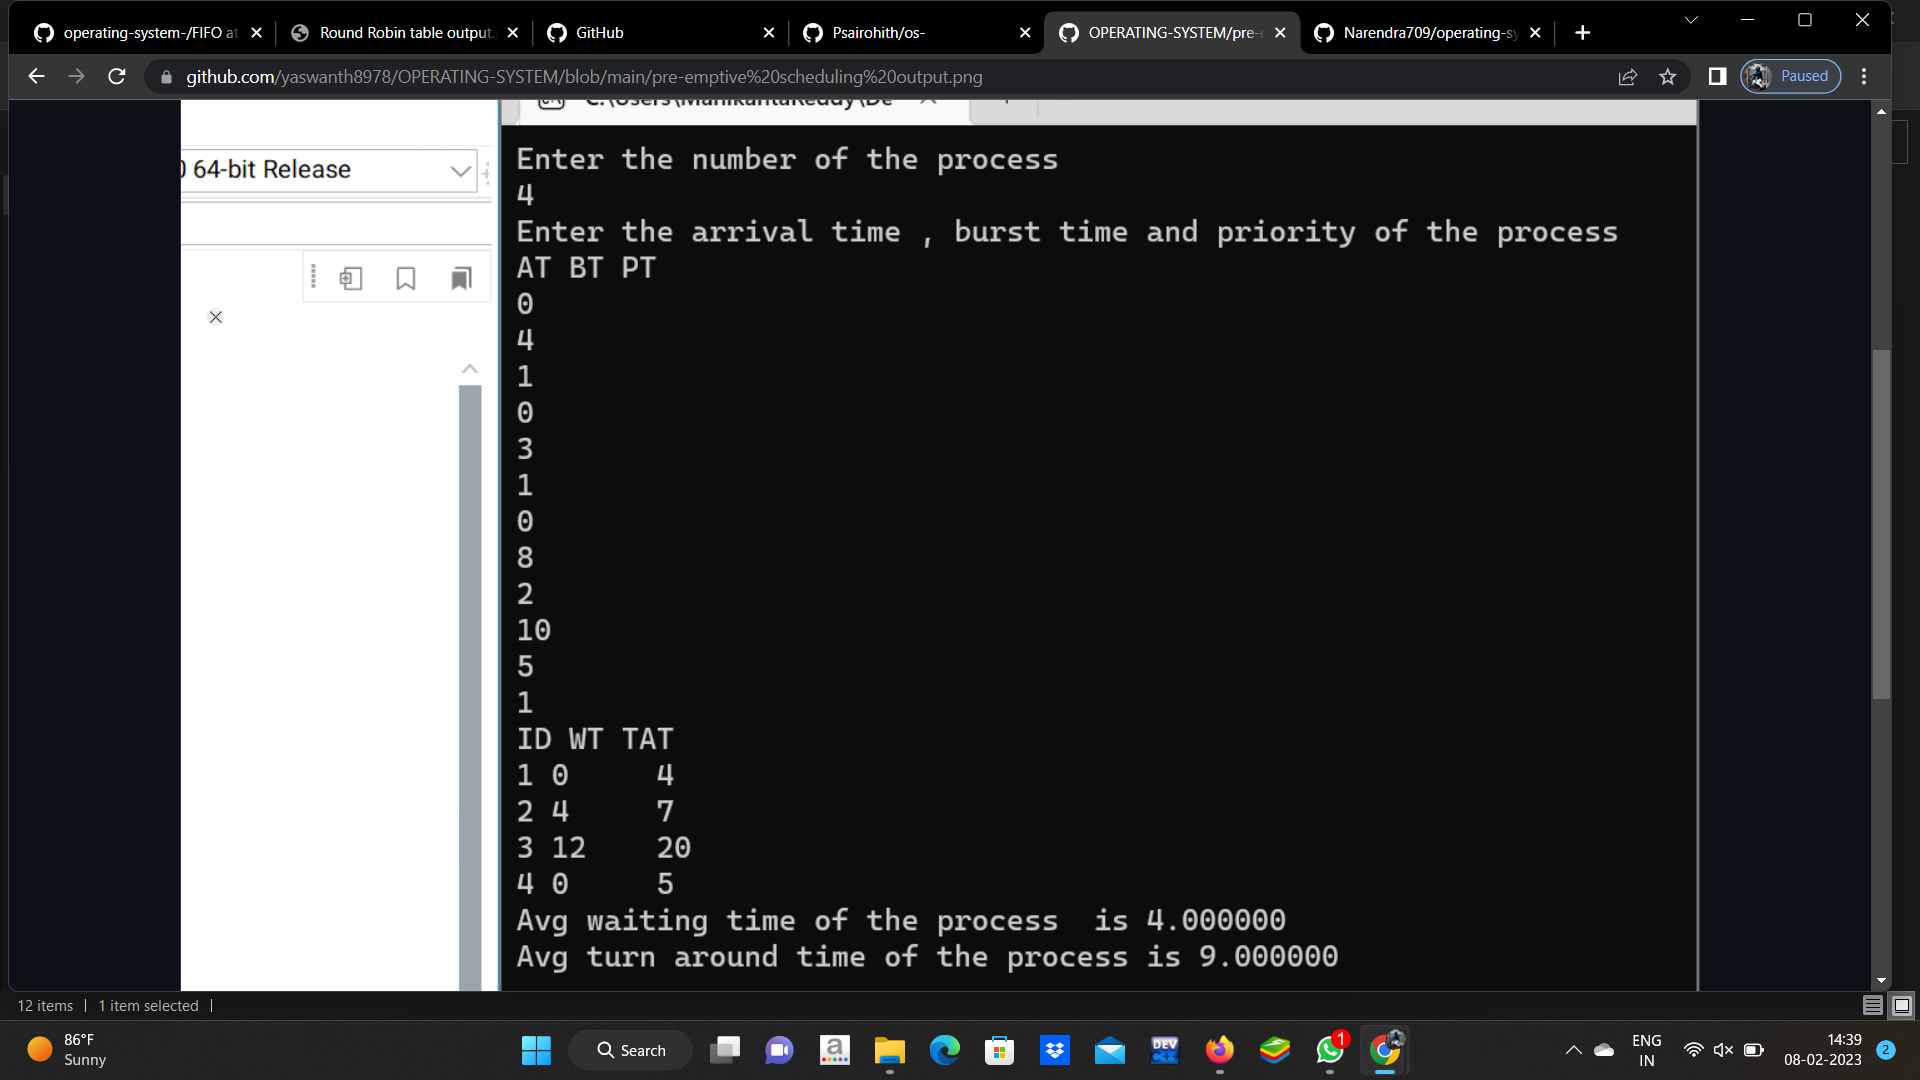 operating-system-/FIFO at
Round Robin table output.
GitHub
Psairohith/os-
OPERATING-SYSTEM/pre-e
Narendra709/operating-sy
github.com/yaswanth8978/OPERATING-SYSTEM/blob/main/pre-emptive%20scheduling%20output.png
Paused
C:\Users\ManikantaReddy\De
0 64-bit Release
Enter the number of the process
4
Enter the arrival time , burst time and priority of the process
AT BT PT
0
4
1
0
3
1
0
8
2
10
5
1
ID WT TAT
1 0 4
2 4 7
3 12 20
4 0 5
Avg waiting time of the process  is 4.000000
Avg turn around time of the process is 9.000000
12 items
1 item selected
86°F
Sunny
Search
a
DEV
C++
1
ENG
IN
14:39
08-02-2023
2